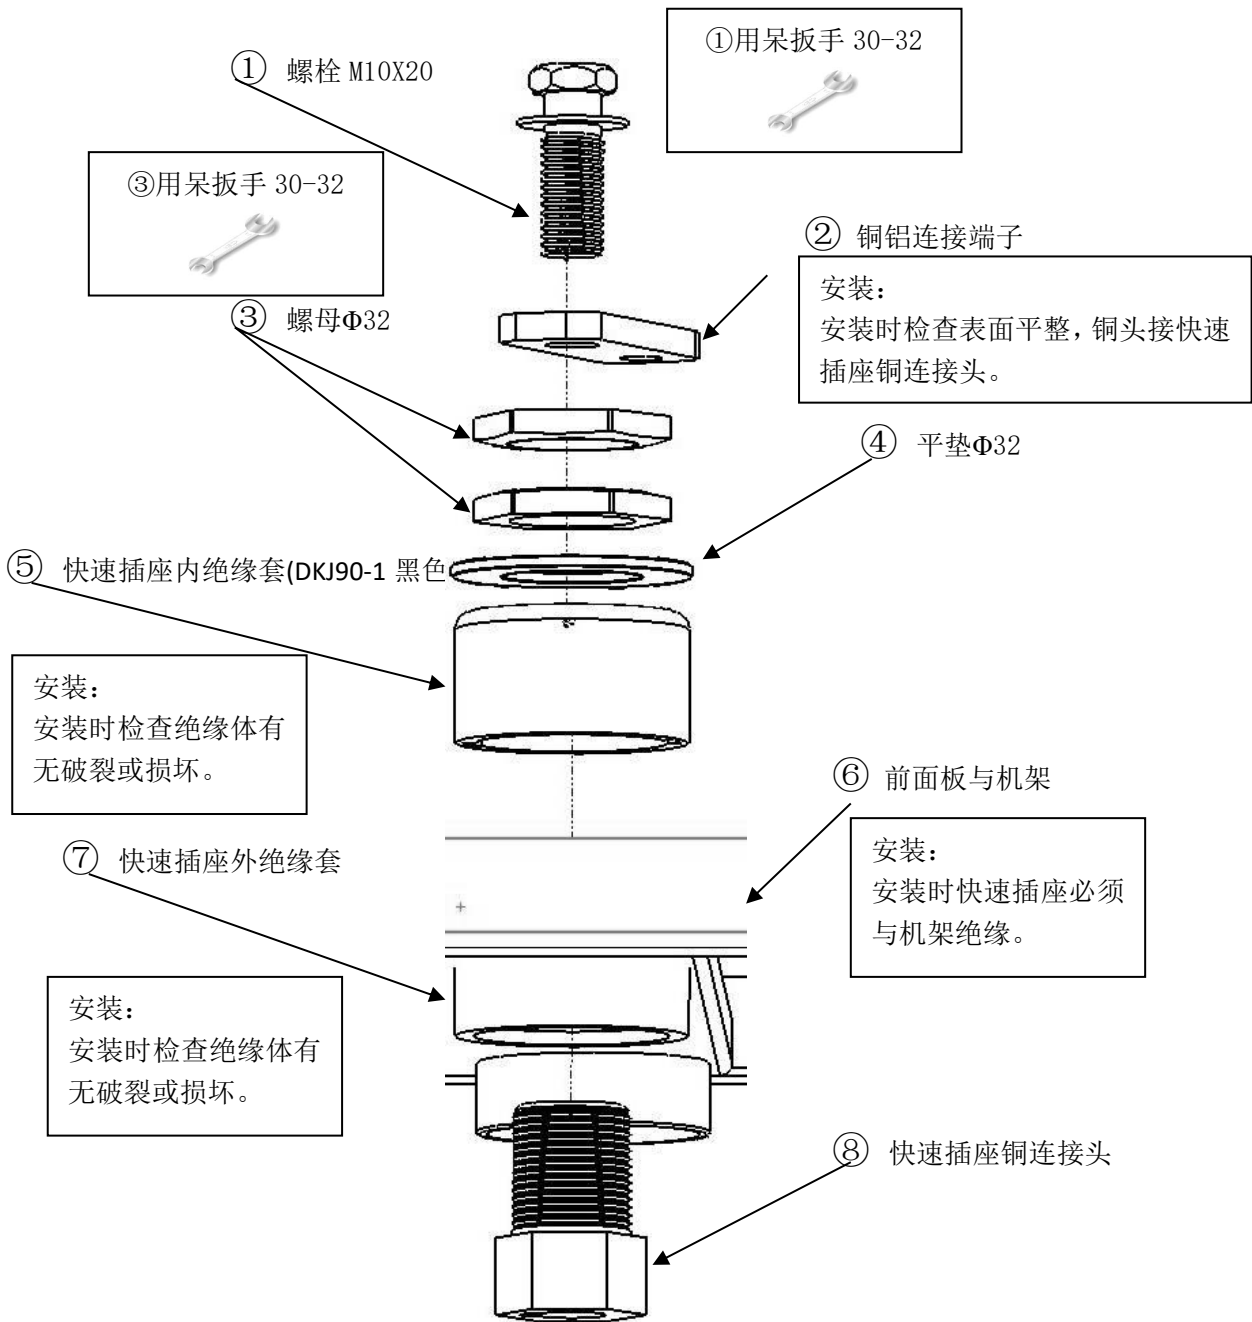 ①用呆扳手 30-32
① 螺栓 M10X20
③用呆扳手 30-32
② 铜铝连接端子
安装：
安装时检查表面平整，铜头接快速
插座铜连接头。
③ 螺母Φ32
④ 平垫Φ32
⑤ 快速插座内绝缘套(DKJ90-1 黑色
安装：
安装时检查绝缘体有
无破裂或损坏。
⑥ 前面板与机架
安装：
安装时快速插座必须
与机架绝缘。
⑦ 快速插座外绝缘套
安装：
安装时检查绝缘体有
无破裂或损坏。
⑧ 快速插座铜连接头